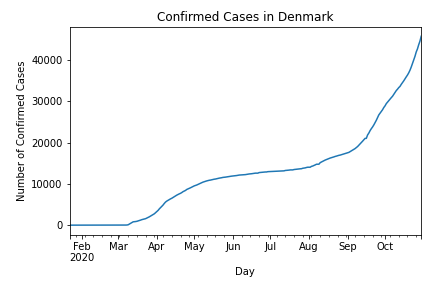 Confirmed Cases in Denmark
Number of Confirmed Cases
40000
30000
20000
10000
0
Feb Mar Apr May Jun Jul Aug Sep Oct
2020
Day